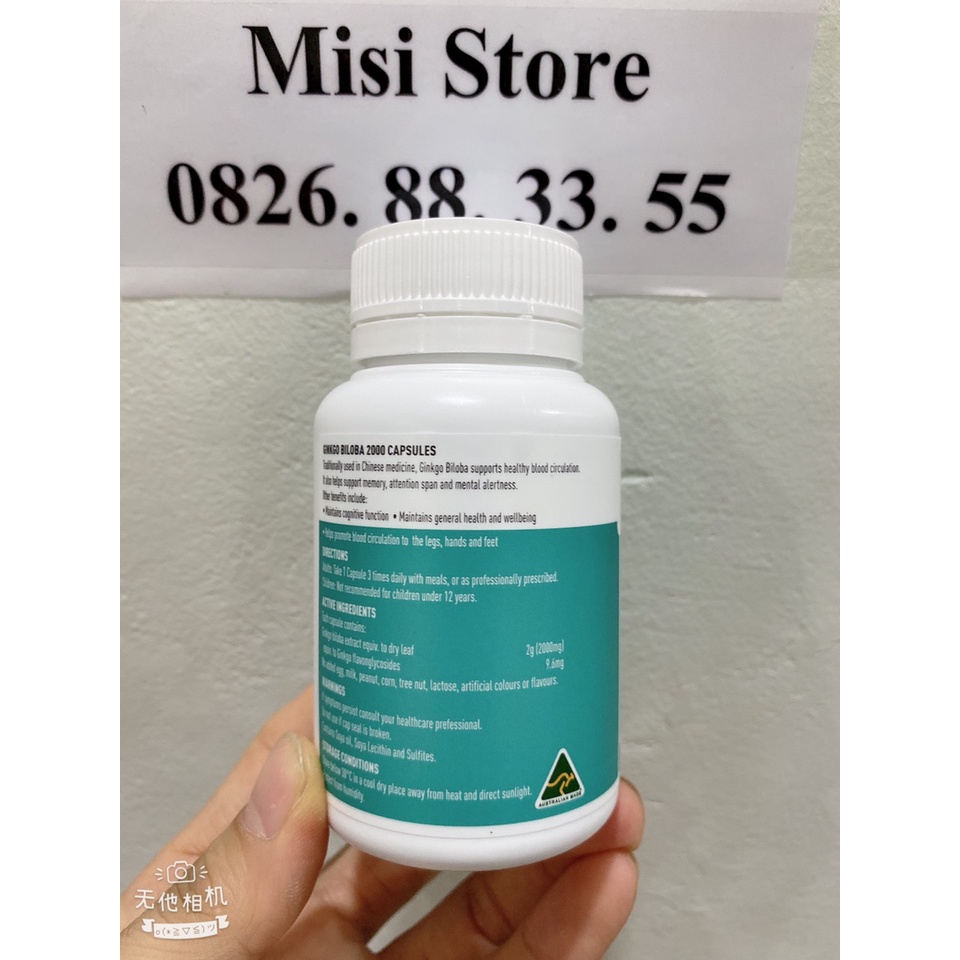 Misi Store
0826. 88. 33. 55
GINKGO BILOBA 2000 CAPSULES
Traditionally used in Chinese medicine, Ginkgo Biloba supports healthy blood circulation.
It also helps support memory, attention span and mental alertness.
Other benefits include:
• Maintains cognitive function • Maintains general health and wellbeing
• Helps promote blood circulation to the legs, hands and feet
DIRECTIONS
Adults: Take 1 Capsule 3 times daily with meals, or as professionally prescribed.
Children: Not recommended for children under 12 years.
ACTIVE INGREDIENTS
Each capsule contains:
Ginkgo biloba extract equiv. to dry leaf 2g (2000mg)
equiv. to Ginkgo flavonglycosides 9.6mg
No added egg, milk, peanut, corn, tree nut, lactose, artificial colours or flavours.
WARNINGS
If symptoms persist consult your healthcare prefessional.
Do not use if cap seal is broken.
Contains Soya oil, Soya Lecithin and Sulfites.
STORAGE CONDITIONS
below 30°C in a cool dry place away from heat and direct sunlight.
from humidity.
AUSTRALIAN MADE
无他相机